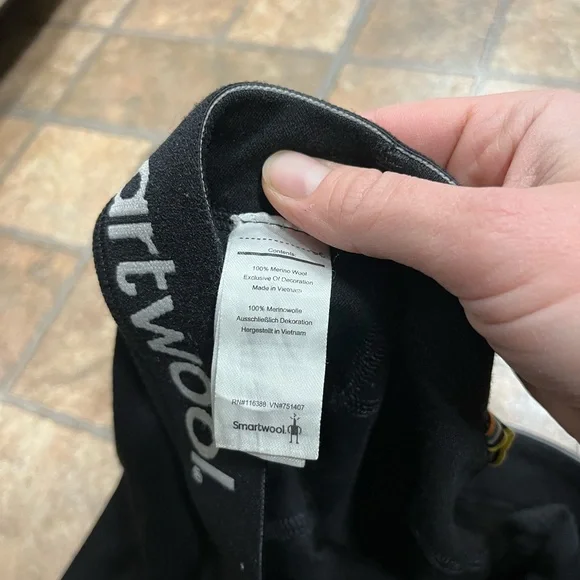 artwool.
Contents:
100% Merino Wool
Exclusive Of Decoration
Made in Vietnam
100% Merinowolle
Ausschließlich Dekoration
Hergestellt in Vietnam
RN#116388 VN#751407
Smartwool.